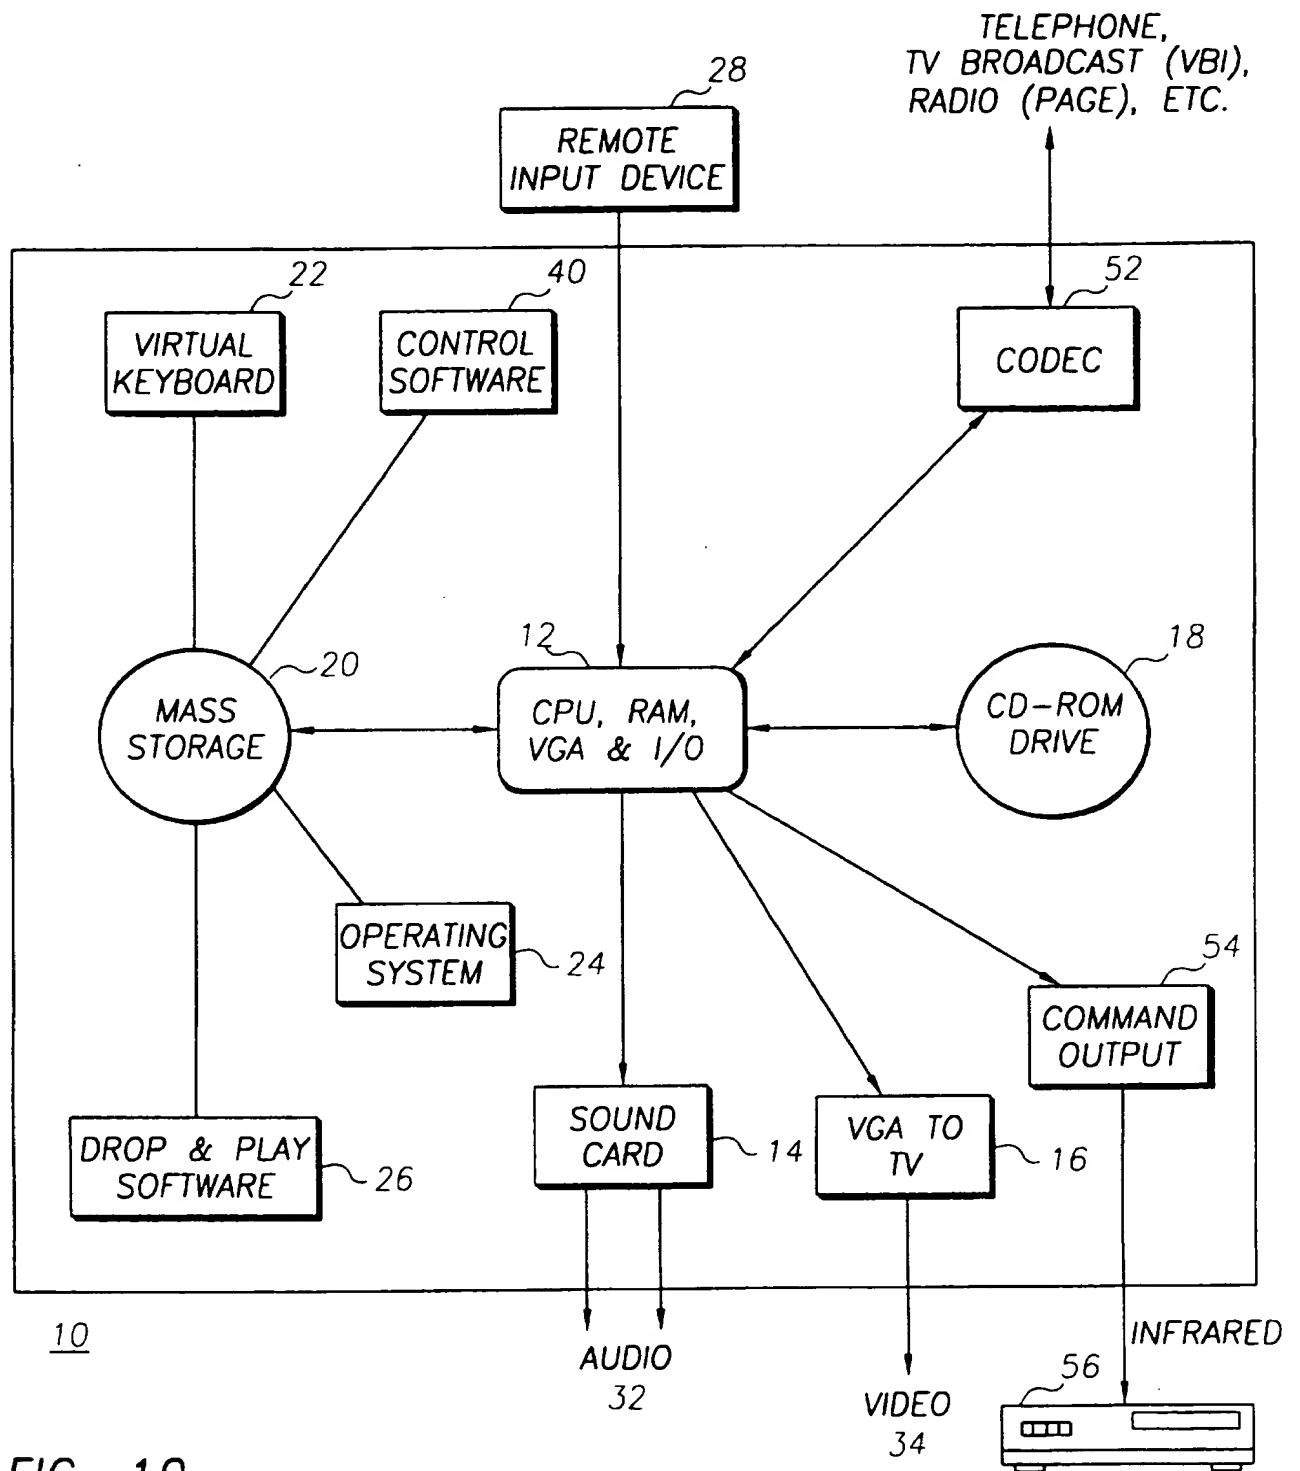 TELEPHONE,
TV BROADCAST (VBI),
RADIO (PAGE), ETC.
28
REMOTE
INPUT DEVICE
22
40
52
VIRTUAL
KEYBOARD
CONTROL
SOFTWARE
CODEC
12
20
18
MASS
STORAGE
CPU, RAM,
VGA & I/O
CD-ROM
DRIVE
OPERATING
SYSTEM
24
54
COMMAND
OUTPUT
DROP & PLAY
SOFTWARE
26
SOUND
CARD
14
VGA TO
TV
16
10
AUDIO
32
VIDEO
34
INFRARED
56